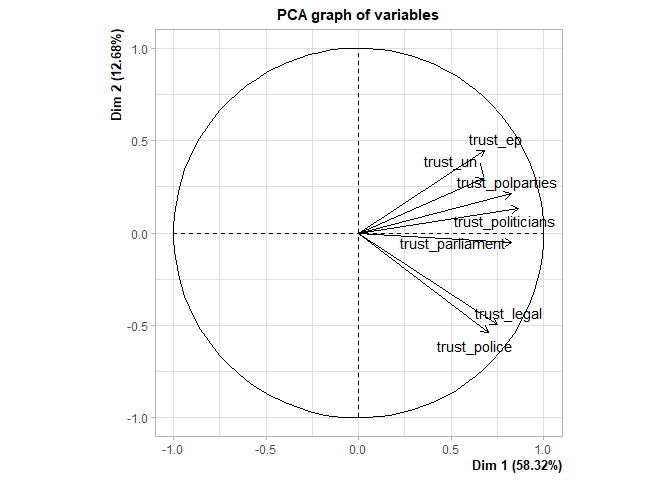 PCA graph of variables
Dim 2 (12.68%)
1.0
0.5
0.0
-0.5
-1.0
trust_ep
trust_un
trust_polparties
trust_politicians
trust_parliament
trust_legal
trust_police
-1.0 -0.5 0.0 0.5 1.0
Dim 1 (58.32%)